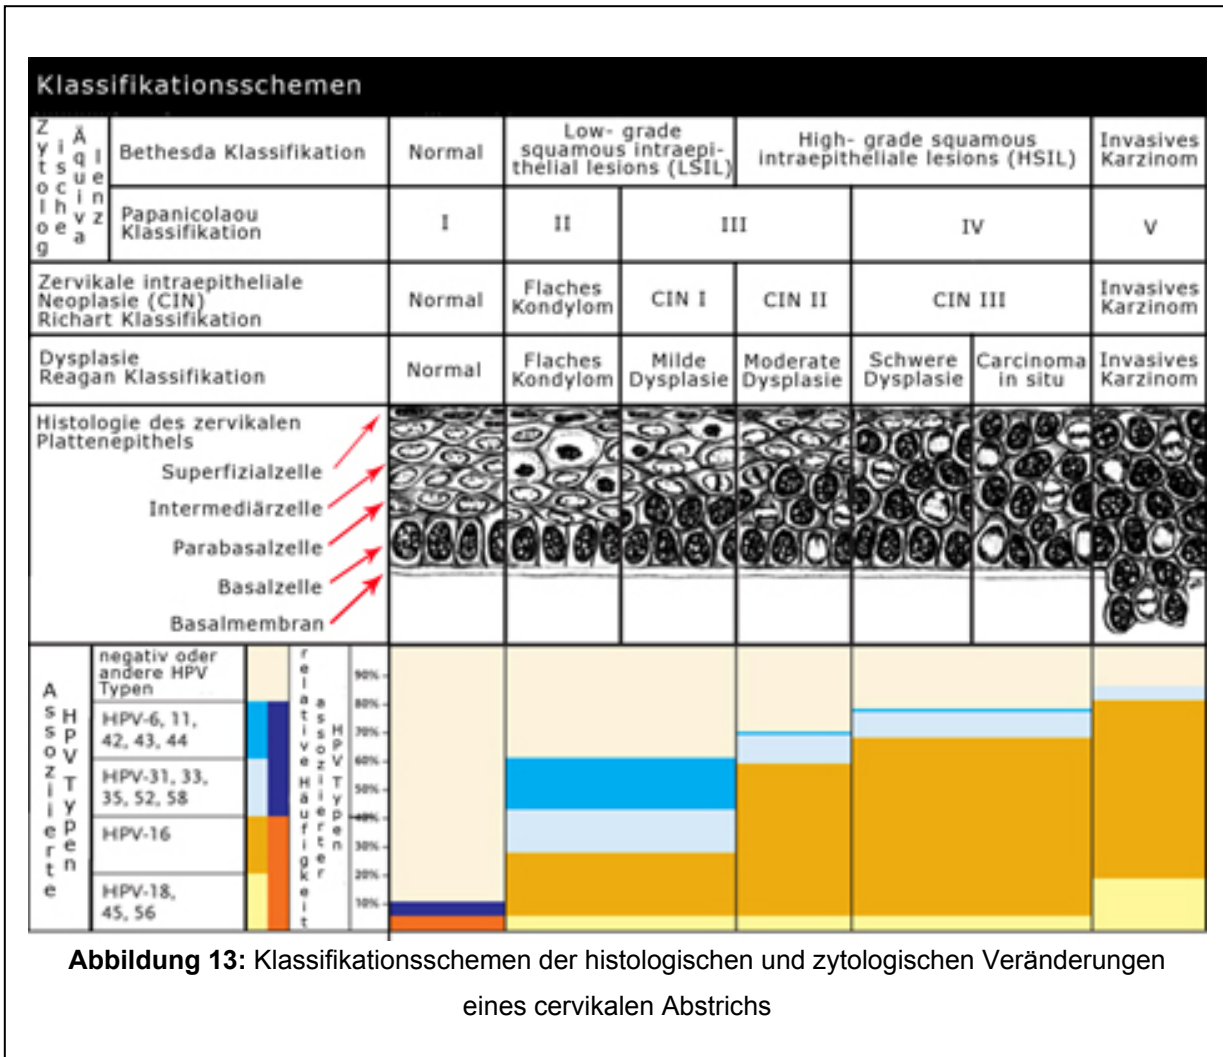 Klassifikationsschemen
Zytologische
Äquivalenz
Bethesda Klassifikation
Normal
Low- grade
squamous intraepi-
thelial lesions (LSIL)
High- grade squamous
intraepitheliale lesions (HSIL)
Invasives
Karzinom
Papanicolaou
Klassifikation
I
II
III
IV
V
Zervikale intraepitheliale
Neoplasie (CIN)
Richart Klassifikation
Normal
Flaches
Kondylom
CIN I
CIN II
CIN III
Invasives
Karzinom
Dysplasie
Reagan Klassifikation
Normal
Flaches
Kondylom
Milde
Dysplasie
Moderate
Dysplasie
Schwere
Dysplasie
Carcinoma
in situ
Invasives
Karzinom
Histologie des zervikalen
Plattenepithels
Superfizialzelle
Intermediärzelle
Parabasalzelle
Basalzelle
Basalmembran
Assoziierte
HPV Typen
negativ oder
andere HPV
Typen
HPV-6, 11,
42, 43, 44
HPV-31, 33,
35, 52, 58
HPV-16
HPV-18,
45, 56
relative Häufigkeit
assozierter
HPV Typen
90%
80%
70%
60%
50%
40%
30%
20%
10%
Abbildung 13: Klassifikationsschemen der histologischen und zytologischen Veränderungen
eines cervikalen Abstrichs